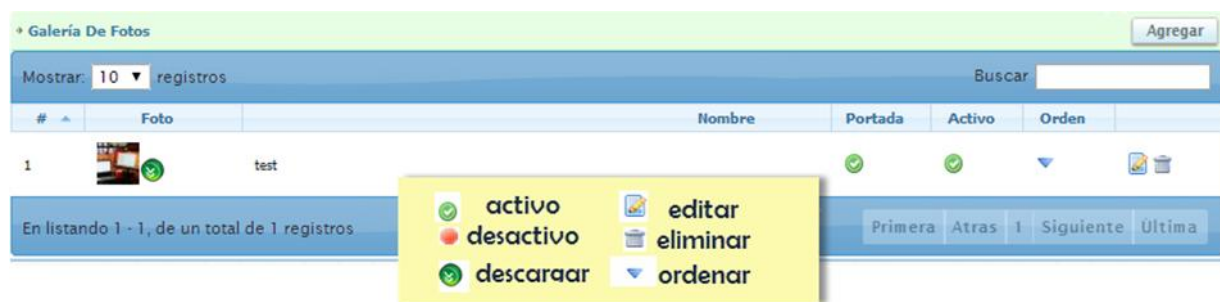 Galería De Fotos
Agregar
Mostrar: 10 registros
Buscar
# Foto Nombre Portada Activo Orden
1 test
En listando 1 - 1, de un total de 1 registros
Primera Atras 1 Siguiente Última
activo editar
desactivo eliminar
descargar ordenar